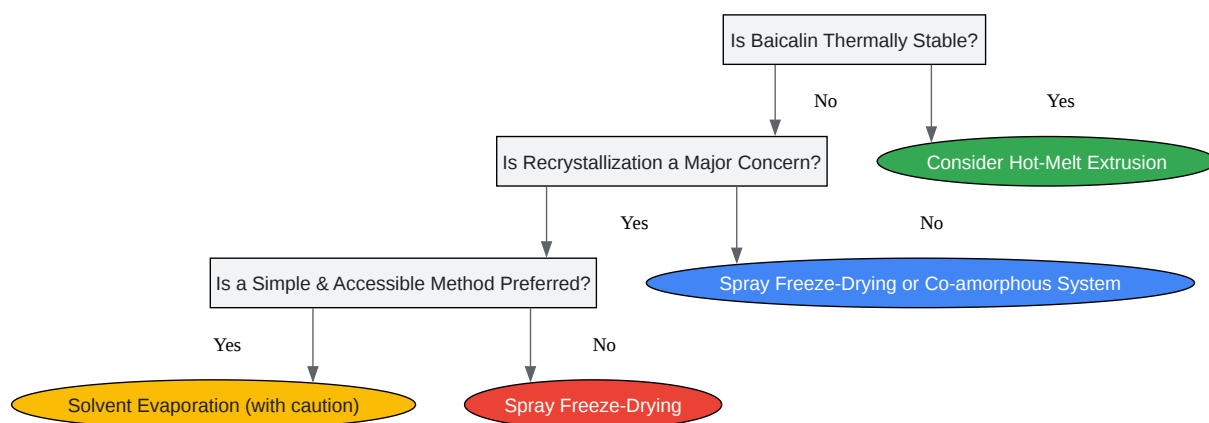 Is Baicalin Thermally Stable?
No
Yes
Is Recrystallization a Major Concern?
Consider Hot-Melt Extrusion
Yes
No
Is a Simple & Accessible Method Preferred?
Spray Freeze-Drying or Co-amorphous System
Yes
No
Solvent Evaporation (with caution)
Spray Freeze-Drying